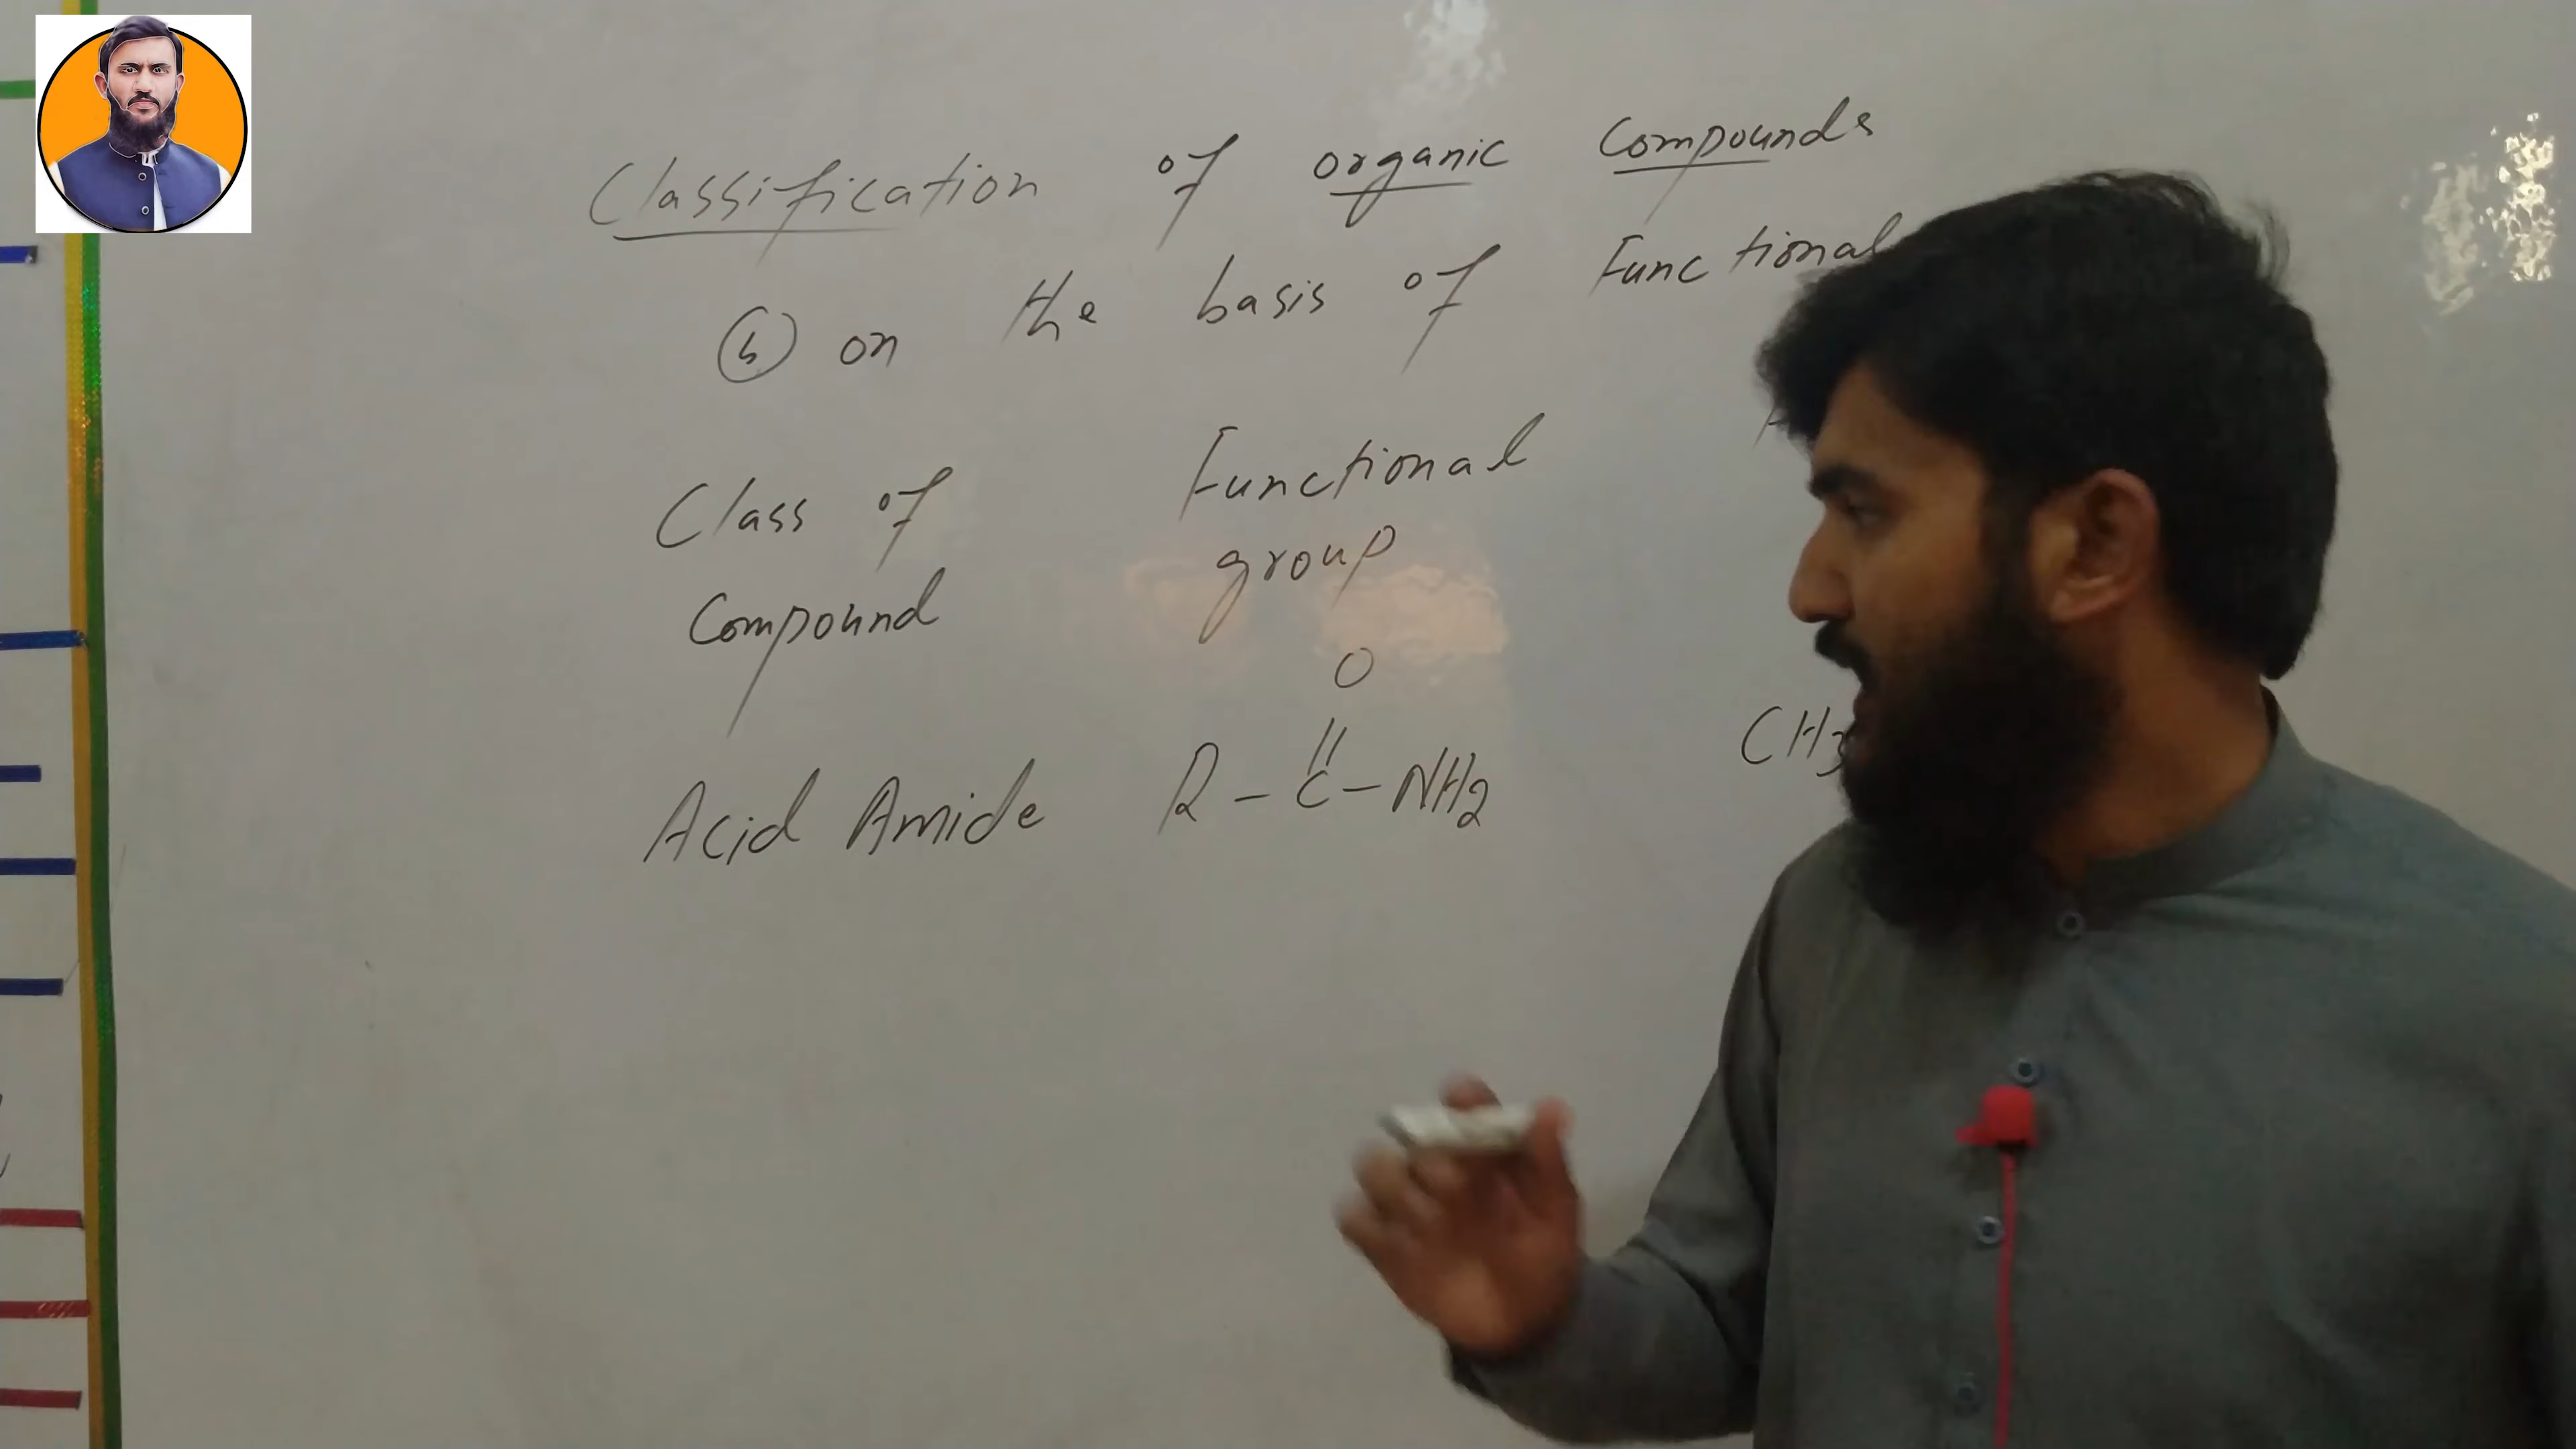 Classification of organic Compounds
(b) on the basis of Functional
Class of Functional
Compound group
O
||
Acid Amide R - C - NH2 CH3